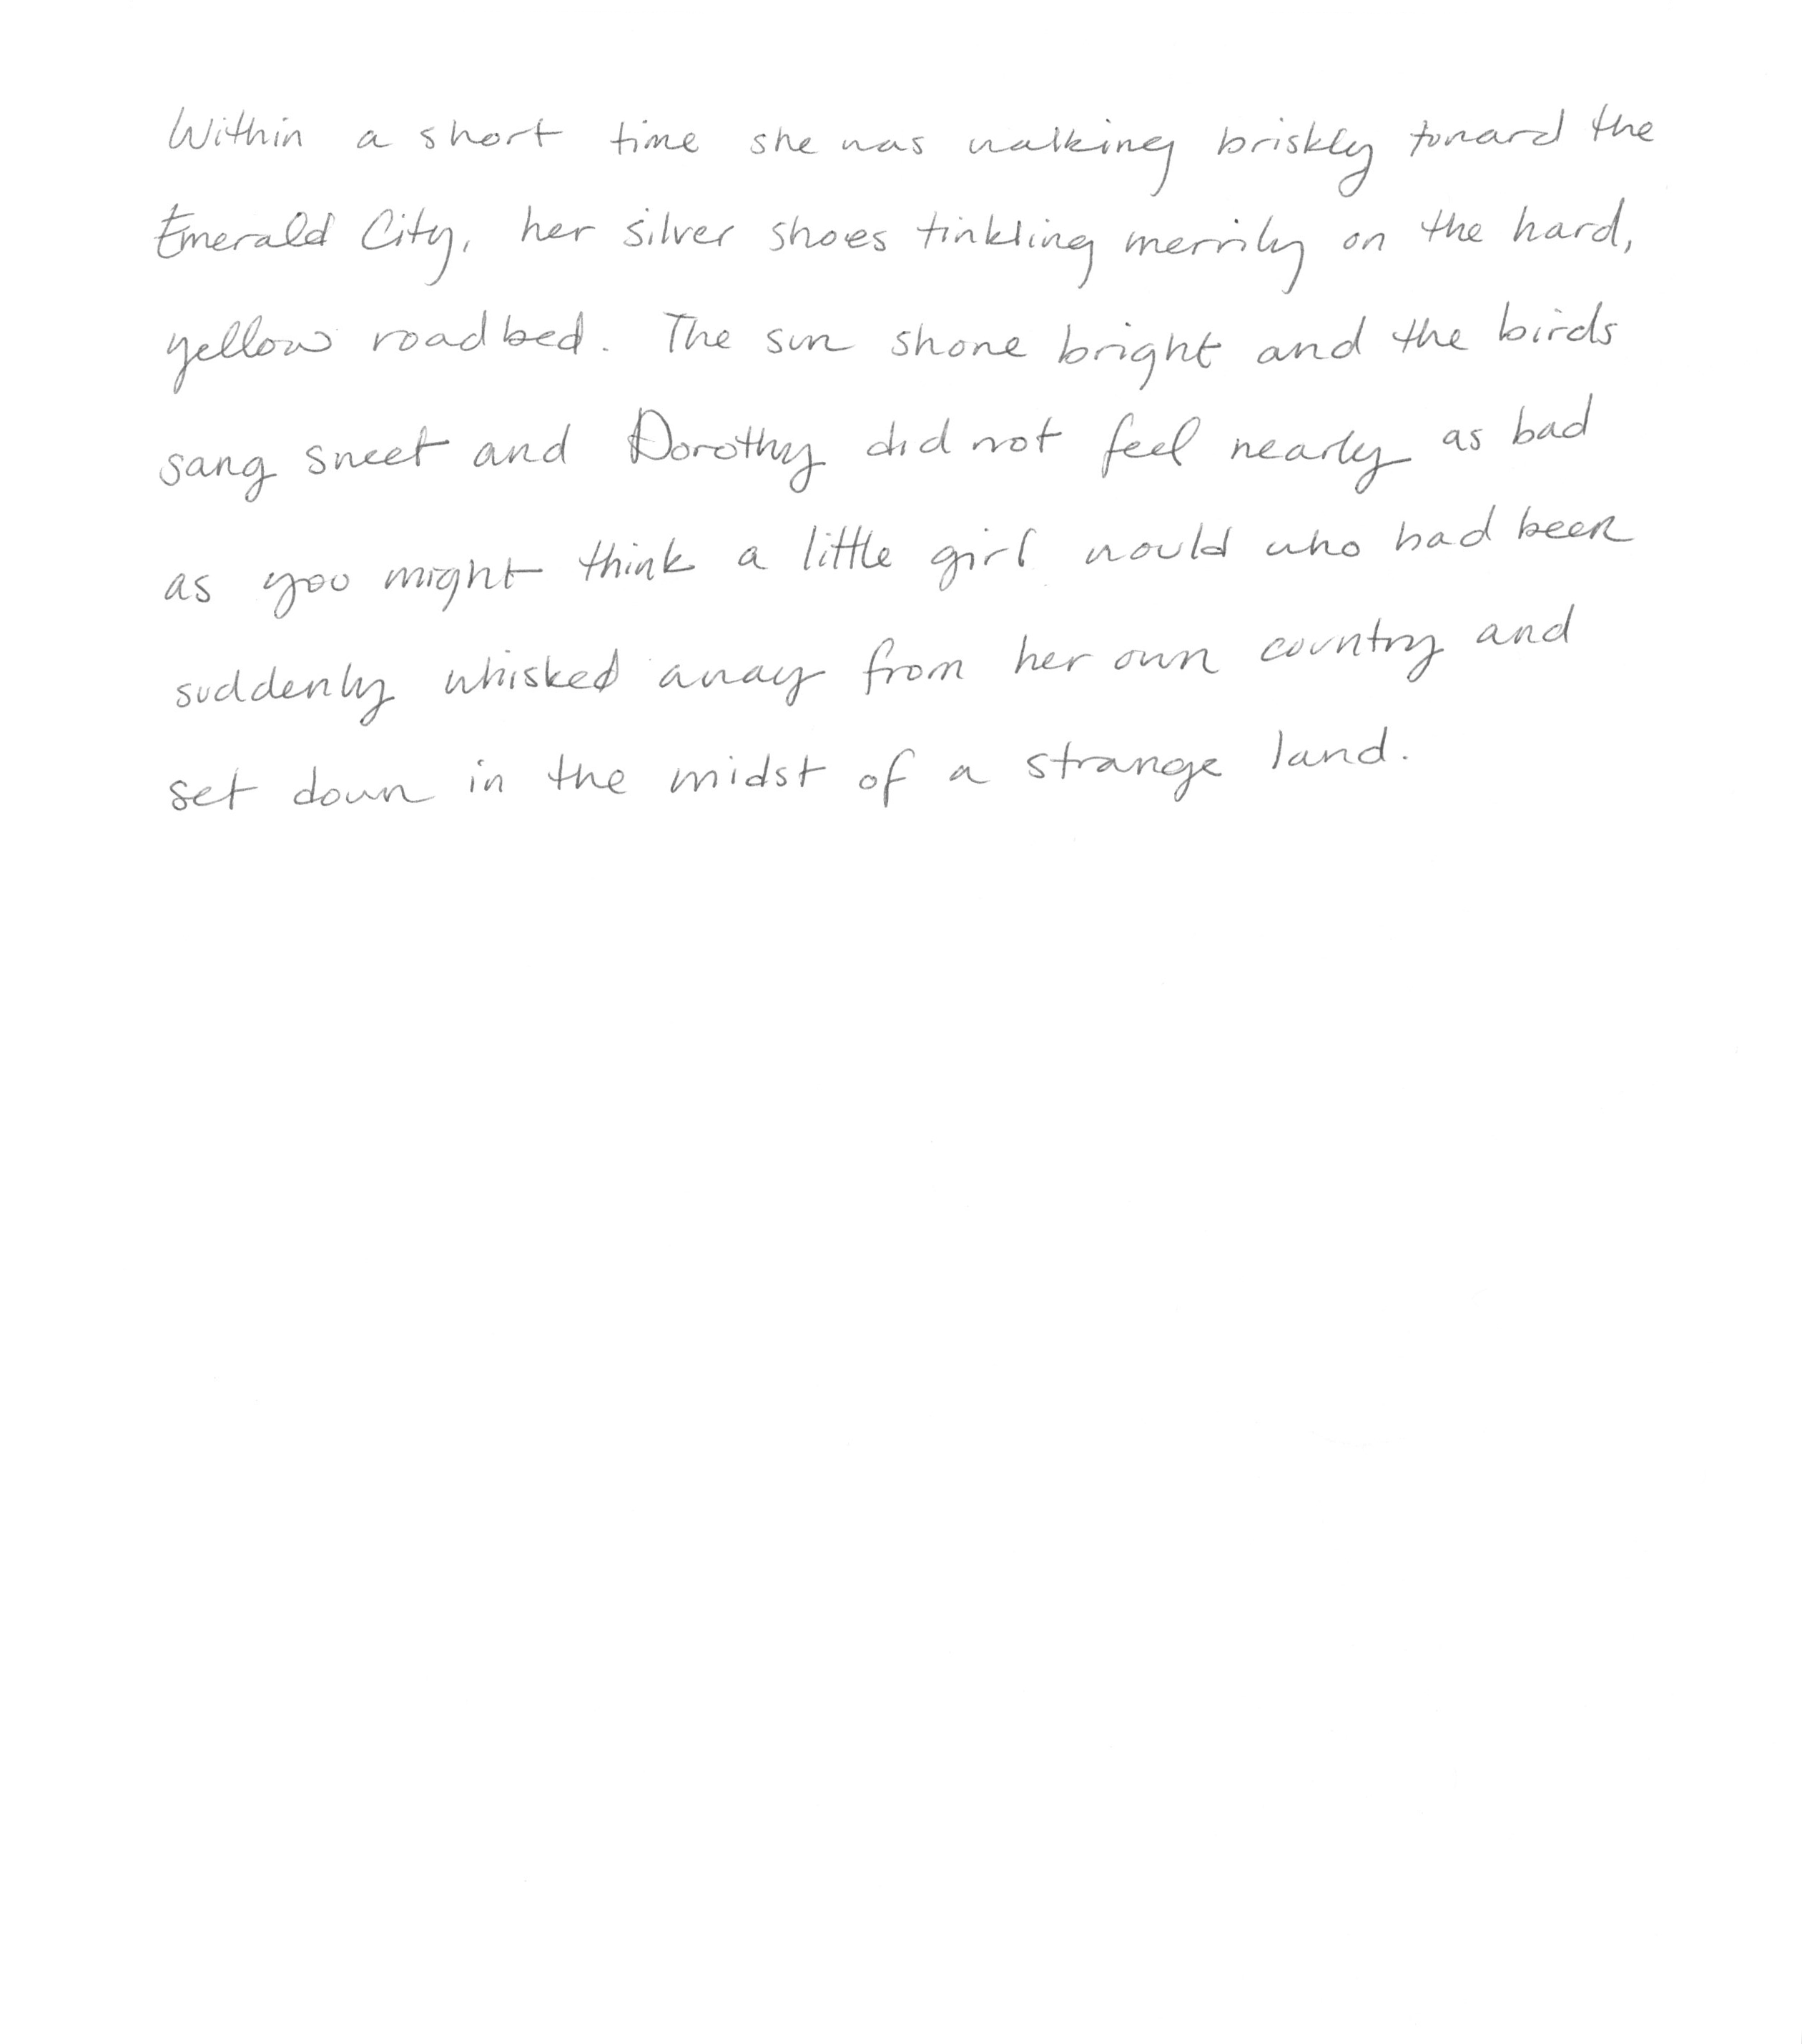 Within a short time she was walking briskly toward the
Emerald City, her silver shoes tinkling merrily on the hard,
yellow roadbed. The sun shone bright and the birds
sang sweet and Dorothy did not feel nearly as bad
as you might think a little girl would who had been
suddenly whisked away from her own country and
set down in the midst of a strange land.